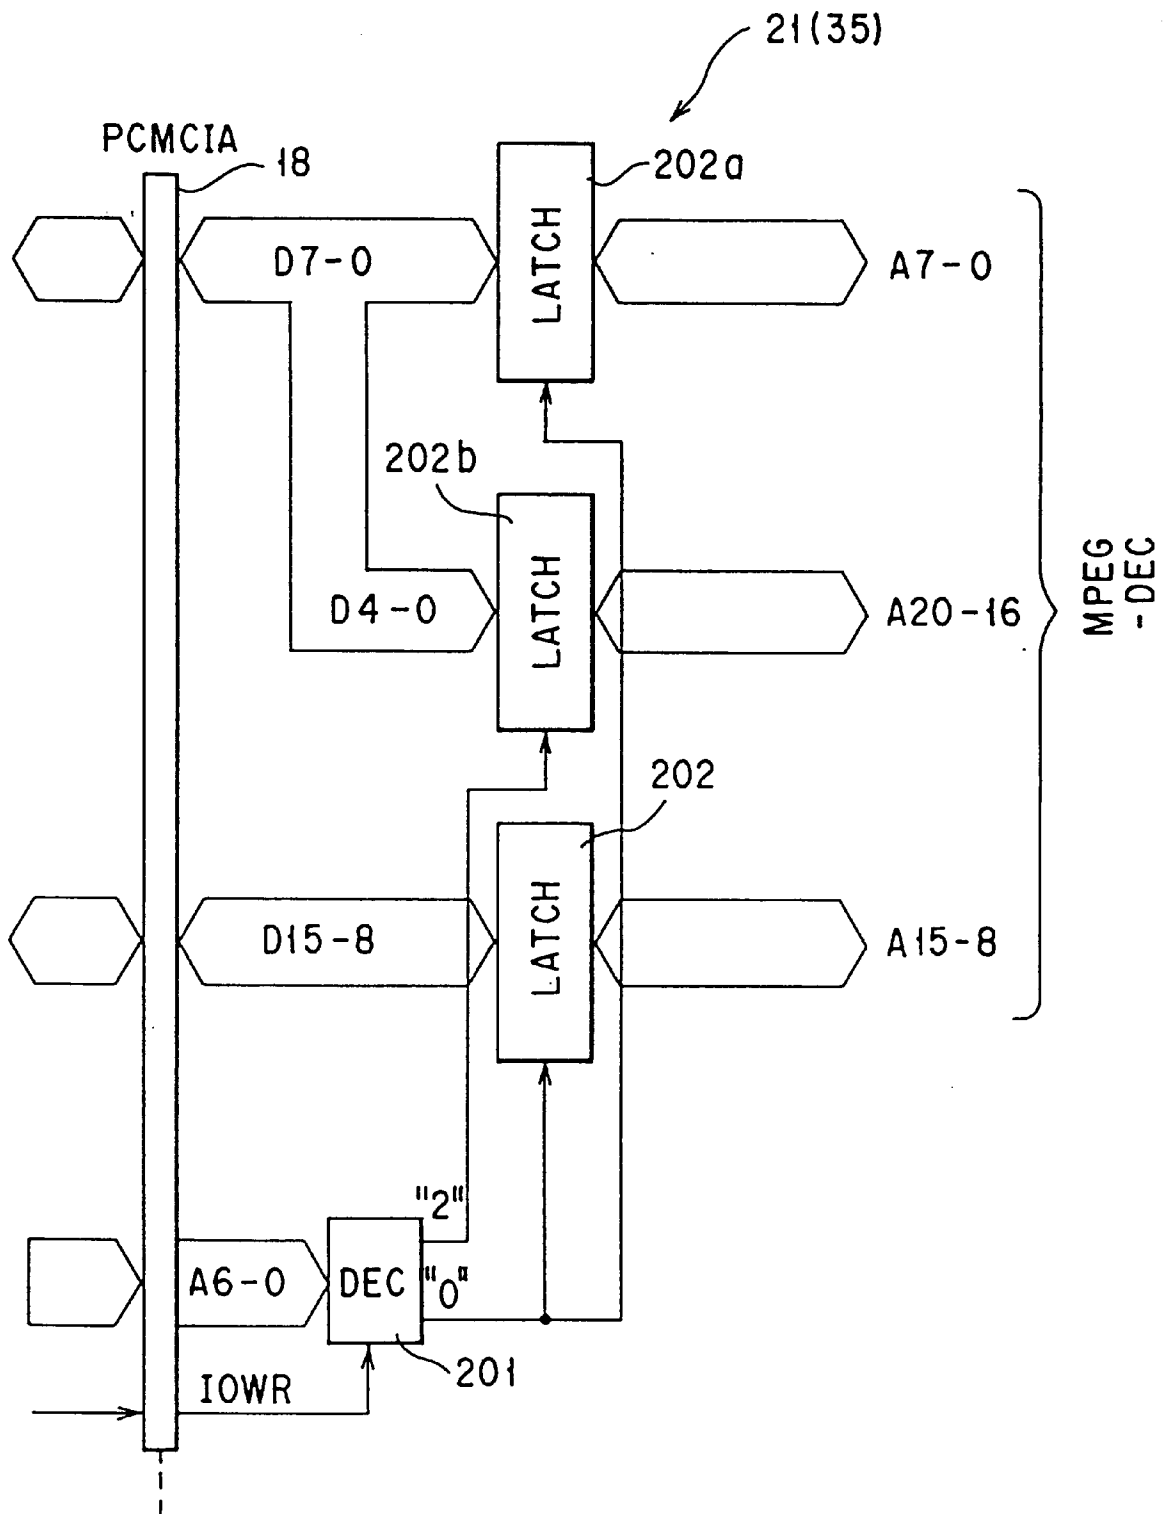 21(35)
PCMCIA
18
202a
D7-0
LATCH
A7-0
202b
D4-0
LATCH
A20-16
MPEG
-DEC
202
D15-8
LATCH
A15-8
"2"
A6-0
DEC
"0"
201
IOWR